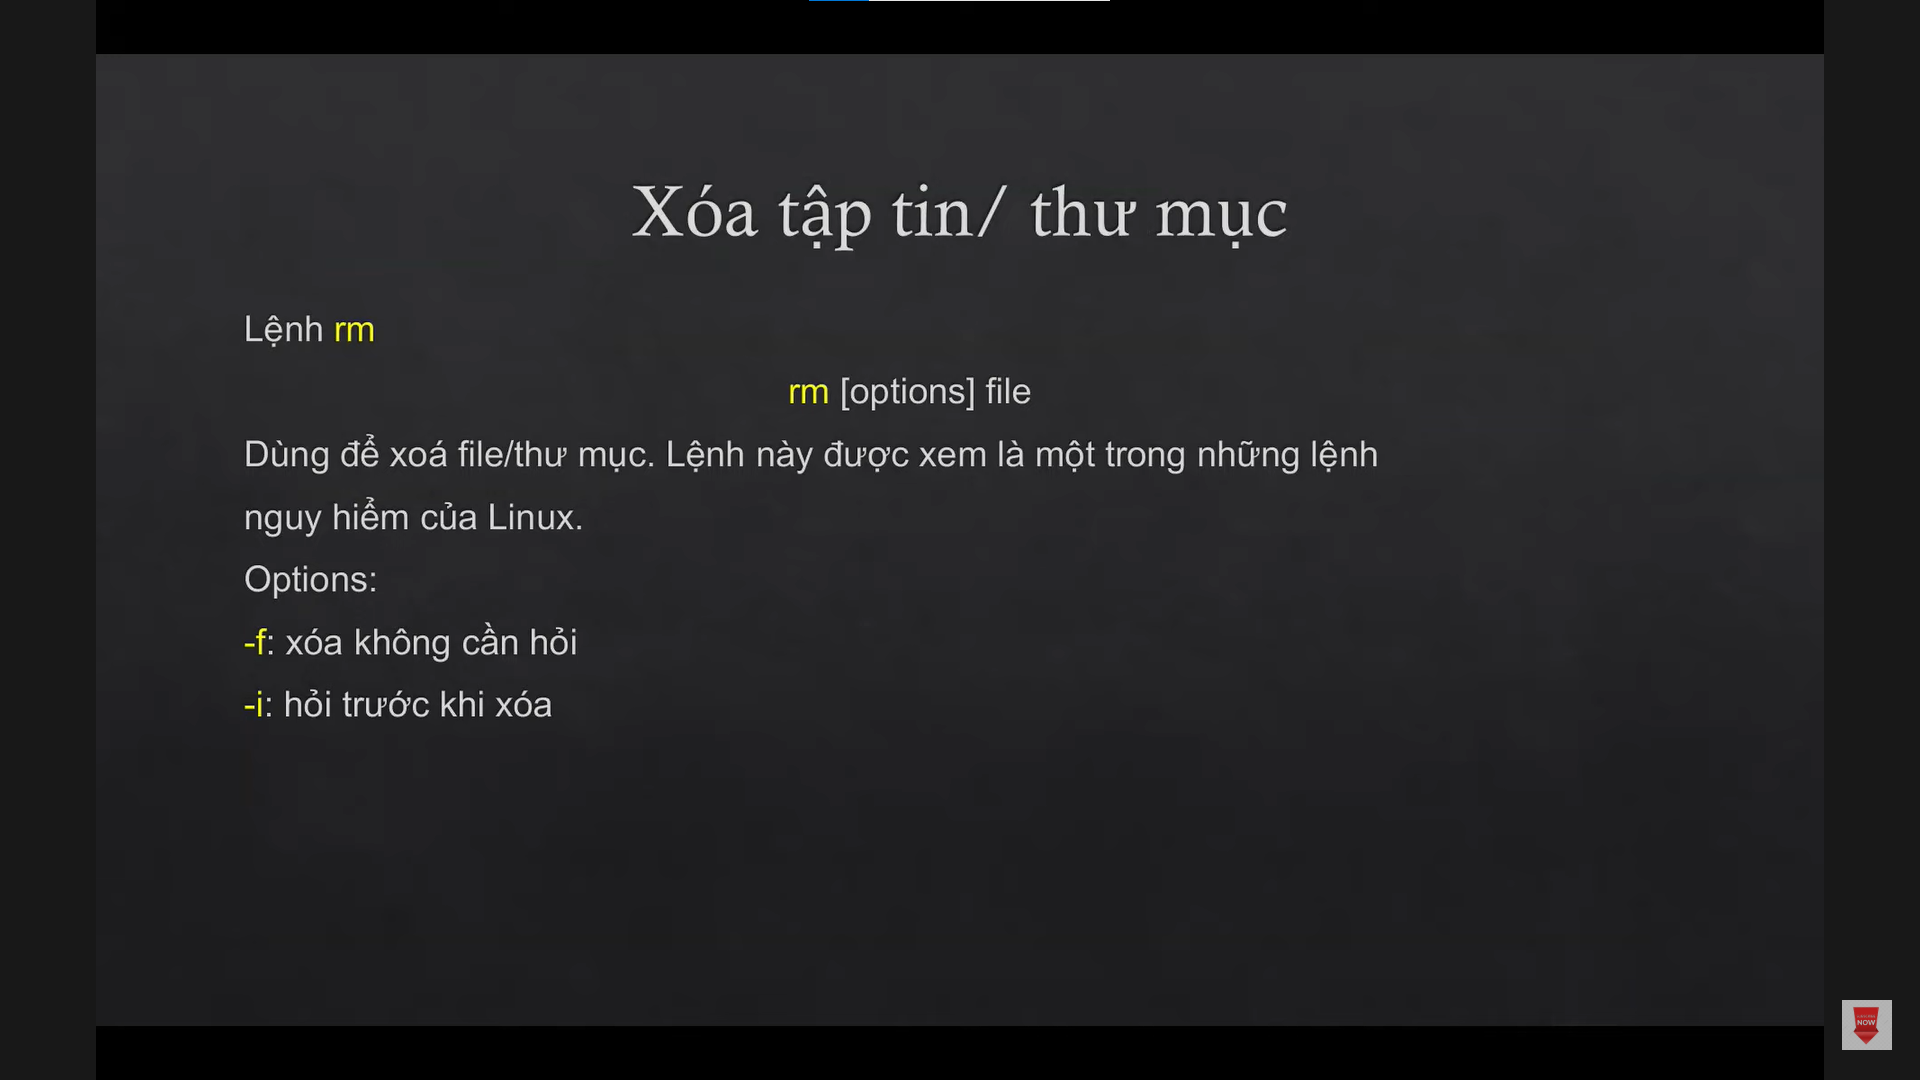 Xóa tập tin/ thư mục
Lệnh rm
rm [options] file
Dùng để xoá file/thư mục. Lệnh này được xem là một trong những lệnh
nguy hiểm của Linux.
Options:
-f: xóa không cần hỏi
-i: hỏi trước khi xóa
NOW